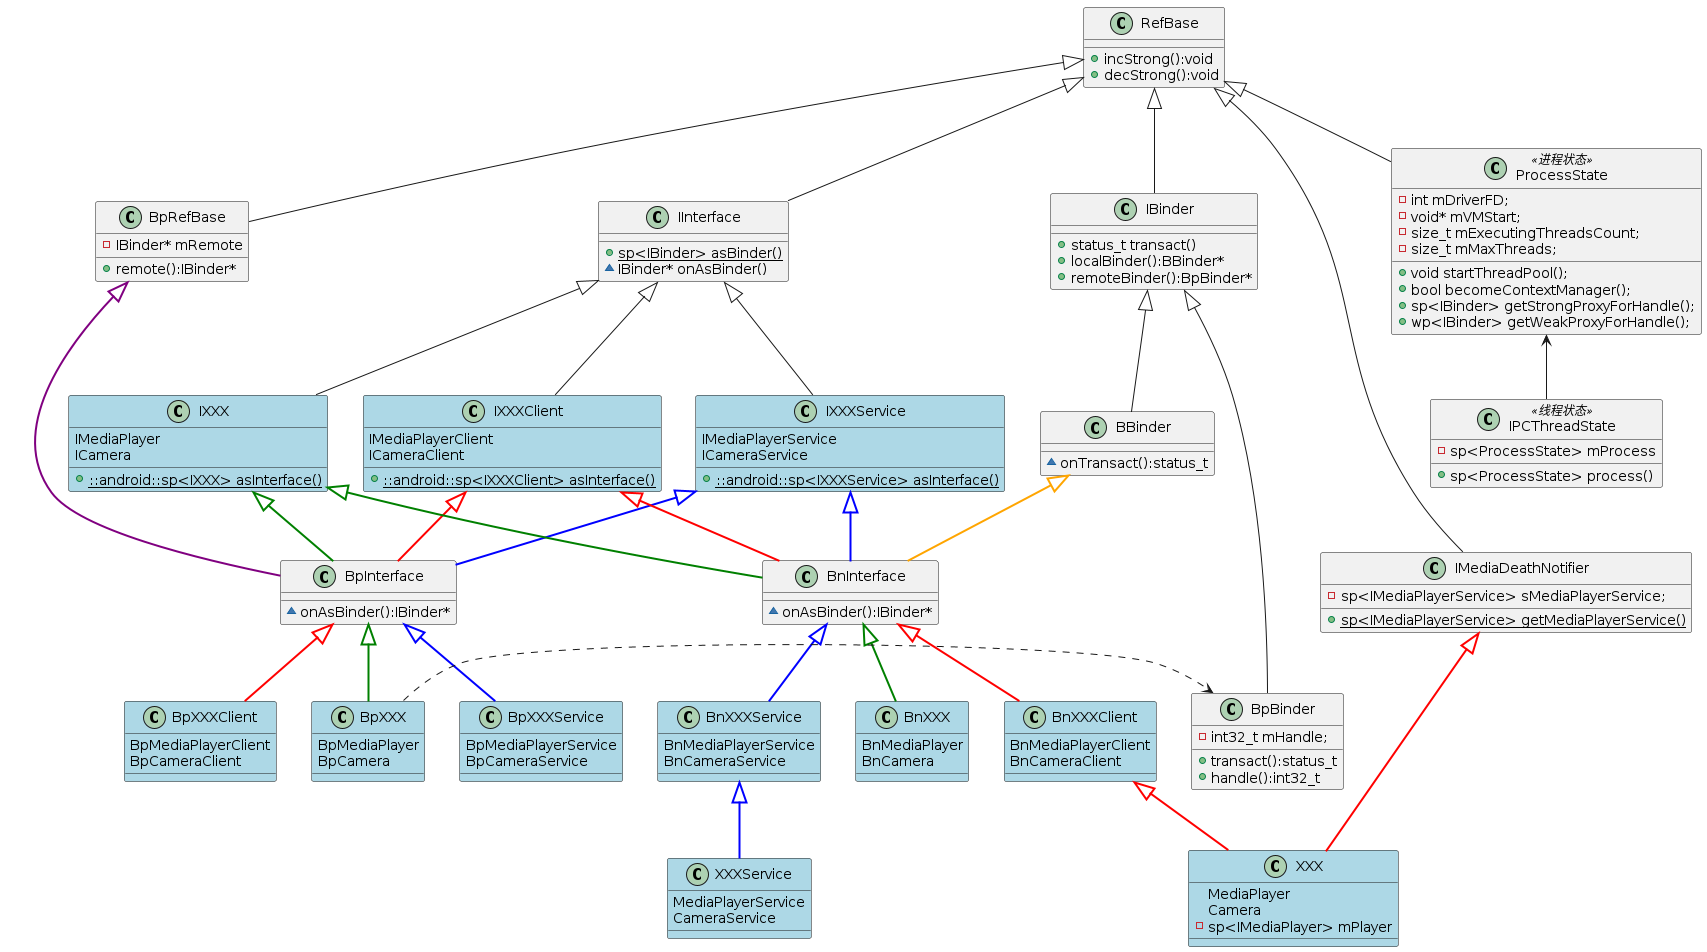 C RefBase
incStrong():void
decStrong():void
C «进程状态»
ProcessState
int mDriverFD;
void* mVMStart;
size_t mExecutingThreadsCount;
size_t mMaxThreads;
void startThreadPool();
bool becomeContextManager();
sp<IBinder> getStrongProxyForHandle();
wp<IBinder> getWeakProxyForHandle();
C BpRefBase
IBinder* mRemote
remote():IBinder*
C IInterface
sp<IBinder> asBinder()
IBinder* onAsBinder()
C IBinder
status_t transact()
localBinder():BBinder*
remoteBinder():BpBinder*
C IXXX
IMediaPlayer
ICamera
::android::sp<IXXX> asInterface()
C IXXXClient
IMediaPlayerClient
ICameraClient
::android::sp<IXXXClient> asInterface()
C IXXXService
IMediaPlayerService
ICameraService
::android::sp<IXXXService> asInterface()
C BBinder
onTransact():status_t
C «线程状态»
IPCThreadState
sp<ProcessState> mProcess
sp<ProcessState> process()
C BpInterface
onAsBinder():IBinder*
C BnInterface
onAsBinder():IBinder*
C IMediaDeathNotifier
sp<IMediaPlayerService> sMediaPlayerService;
sp<IMediaPlayerService> getMediaPlayerService()
C BpXXXClient
BpMediaPlayerClient
BpCameraClient
C BpXXX
BpMediaPlayer
BpCamera
C BpXXXService
BpMediaPlayerService
BpCameraService
C BnXXXService
BnMediaPlayerService
BnCameraService
C BnXXX
BnMediaPlayer
BnCamera
C BnXXXClient
BnMediaPlayerClient
BnCameraClient
C BpBinder
int32_t mHandle;
transact():status_t
handle():int32_t
C XXXService
MediaPlayerService
CameraService
C XXX
MediaPlayer
Camera
sp<IMediaPlayer> mPlayer